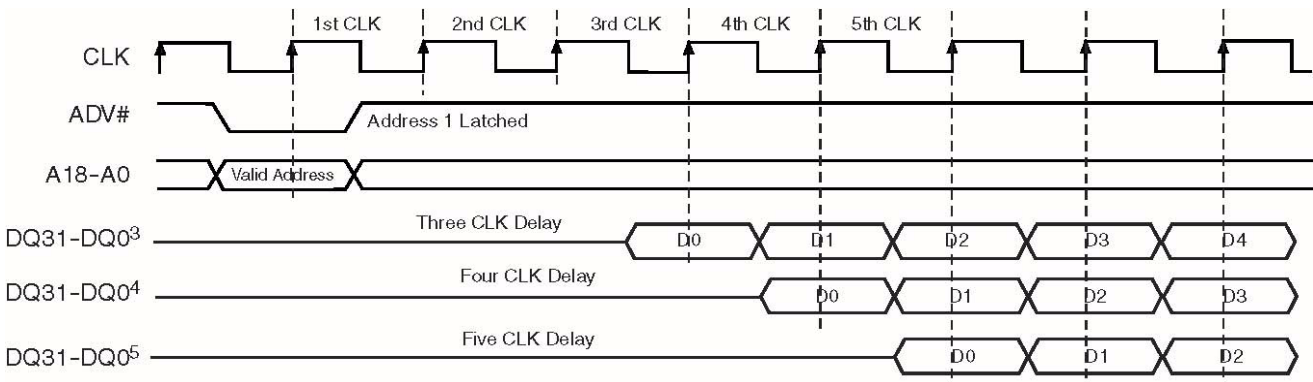 1st CLK 2nd CLK 3rd CLK 4th CLK 5th CLK
CLK
ADV# Address 1 Latched
A18-A0 Valid Address
Three CLK Delay
DQ31-DQ0³ D0 D1 D2 D3 D4
Four CLK Delay
DQ31-DQ0⁴ D0 D1 D2 D3
Five CLK Delay
DQ31-DQ0⁵ D0 D1 D2